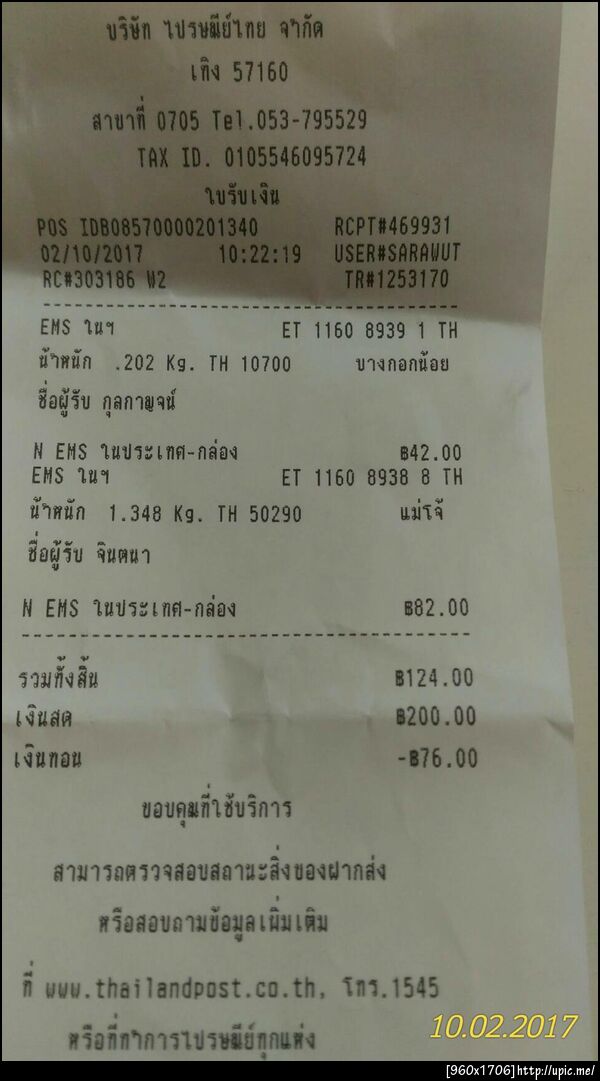 บริษัท ไปรษณีย์ไทย จำกัด
เทิง 57160
สาขาที่ 0705 Tel.053-795529
TAX ID. 0105546095724
ใบรับเงิน
POS IDB08570000201340 RCPT#469931
02/10/2017 10:22:19 USER#SARAWUT
RC#303186 W2 TR#1253170
EMS ในฯ ET 1160 8939 1 TH
น้ำหนัก .202 Kg. TH 10700 บางกอกน้อย
ชื่อผู้รับ กุลกาญจน์
N EMS ในประเทศ-กล่อง ฿42.00
EMS ในฯ ET 1160 8938 8 TH
น้ำหนัก 1.348 Kg. TH 50290 แม่โจ้
ชื่อผู้รับ จินตนา
N EMS ในประเทศ-กล่อง ฿82.00
รวมทั้งสิ้น ฿124.00
เงินสด ฿200.00
เงินทอน -฿76.00
ขอบคุณที่ใช้บริการ
สามารถตรวจสอบสถานะสิ่งของฝากส่ง
หรือสอบถามข้อมูลเพิ่มเติม
ที่ www.thailandpost.co.th, โทร.1545
หรือที่ทำการไปรษณีย์ทุกแห่ง
10.02.2017
[960x1706]http://upic.me/